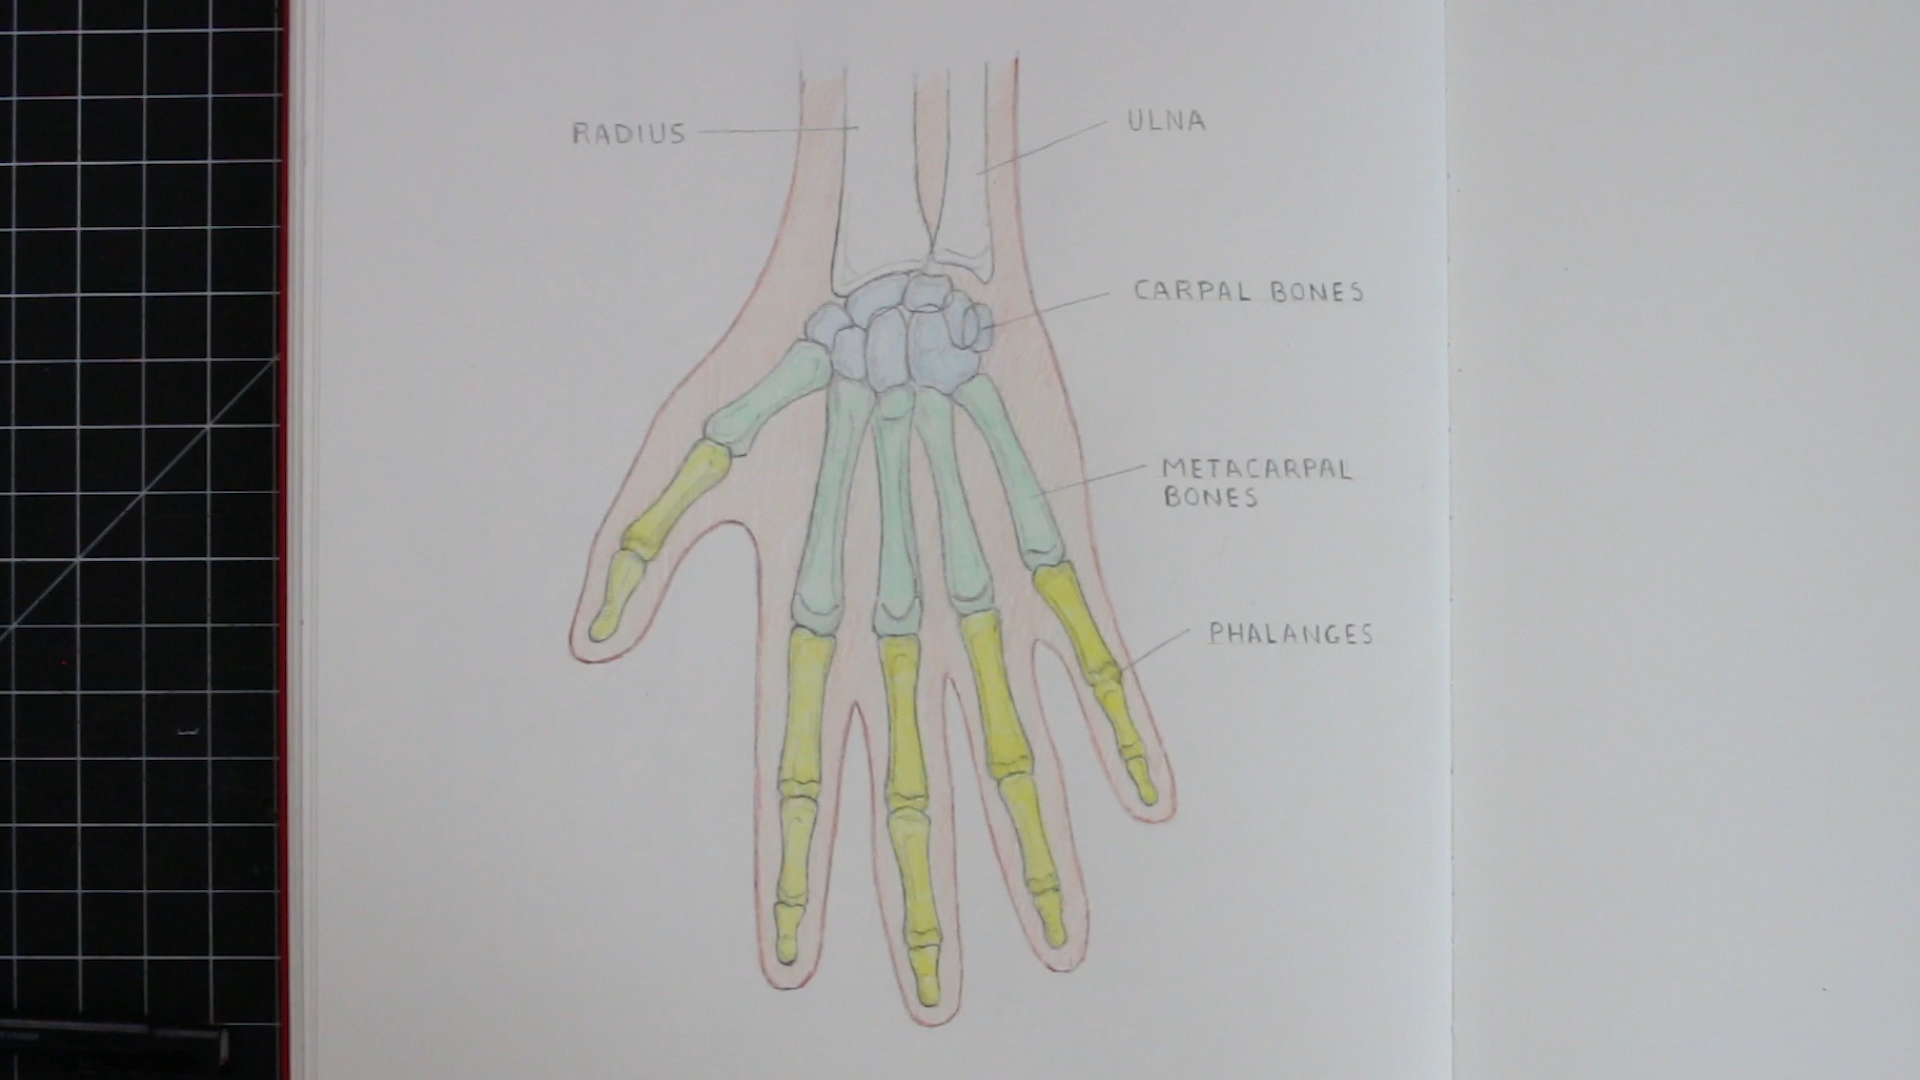 RADIUS
ULNA
CARPAL BONES
METACARPAL
BONES
PHALANGES